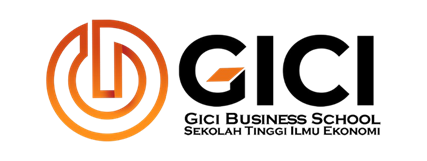 GICI
GICI BUSINESS SCHOOL
SEKOLAH TINGGI ILMU EKONOMI